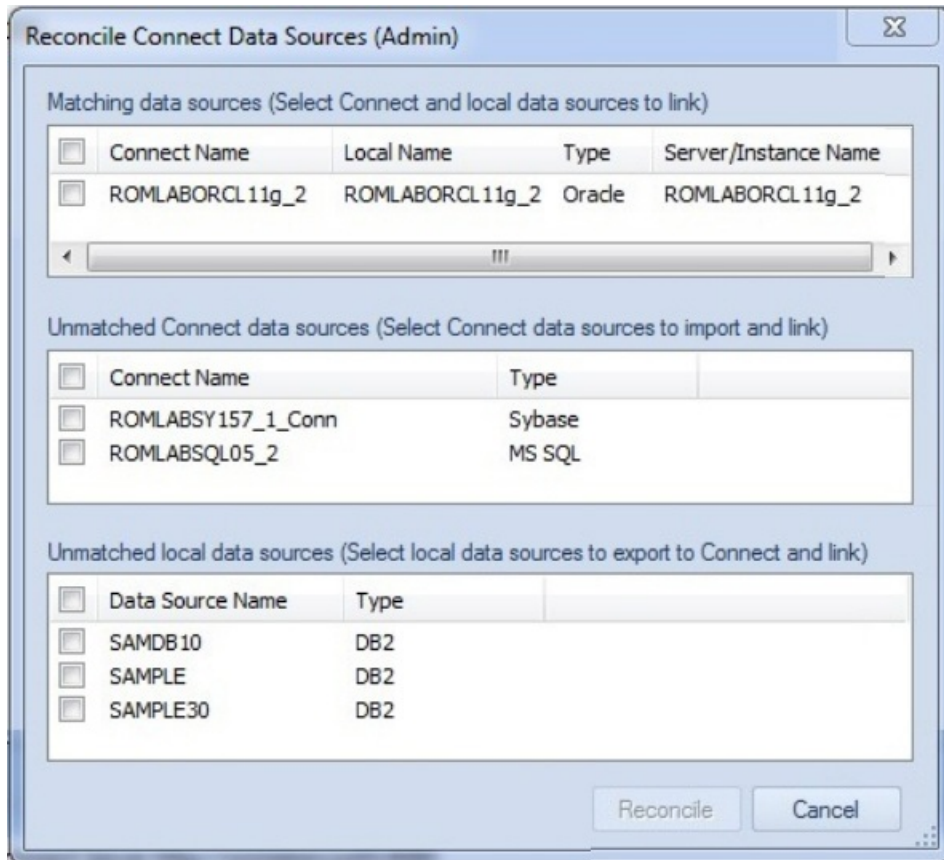 Reconcile Connect Data Sources (Admin)
Matching data sources (Select Connect and local data sources to link)
Connect Name Local Name Type Server/Instance Name
ROMLABORCL11g_2 ROMLABORCL11g_2 Oracle ROMLABORCL11g_2
Unmatched Connect data sources (Select Connect data sources to import and link)
Connect Name Type
ROMLABSY157_1_Conn Sybase
ROMLABSQL05_2 MS SQL
Unmatched local data sources (Select local data sources to export to Connect and link)
Data Source Name Type
SAMDB10 DB2
SAMPLE DB2
SAMPLE30 DB2
Reconcile Cancel